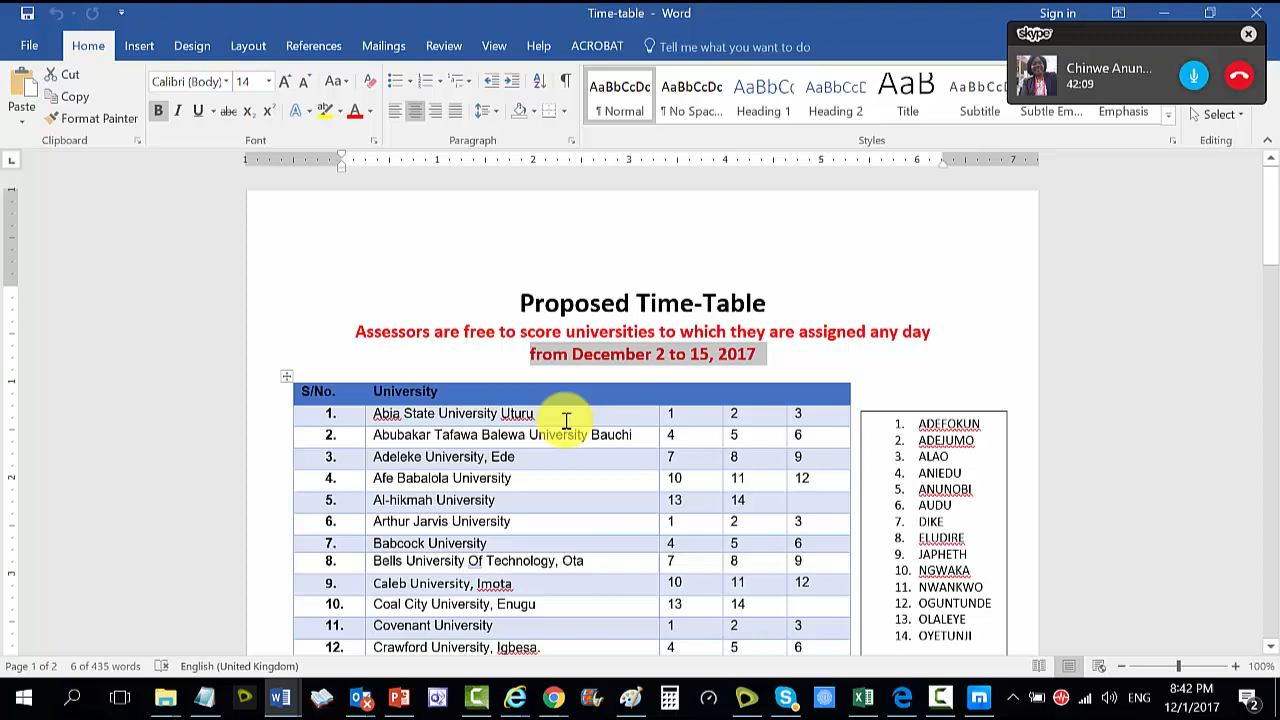 Time-table - Word
Sign in
File Home Insert Design Layout References Mailings Review View Help ACROBAT Tell me what you want to do
skype
Chinwe Anun...
42:09
Paste
Cut
Copy
Format Painter
Clipboard
Calibri (Body) 14
Font
Paragraph
AaBbCcDc AaBbCcDc AaBbCc AaBbCcD AaB AaBbCcD
¶ Normal ¶ No Spac... Heading 1 Heading 2 Title Subtitle Subtle Em... Emphasis
Styles
Select
Editing
1 1 2 3 4 5 6 7
Proposed Time-Table
Assessors are free to score universities to which they are assigned any day
from December 2 to 15, 2017
S/No. University
1. Abia State University Uturu 1 2 3
2. Abubakar Tafawa Balewa University Bauchi 4 5 6
3. Adeleke University, Ede 7 8 9
4. Afe Babalola University 10 11 12
5. Al-hikmah University 13 14
6. Arthur Jarvis University 1 2 3
7. Babcock University 4 5 6
8. Bells University Of Technology, Ota 7 8 9
9. Caleb University, Imota 10 11 12
10. Coal City University, Enugu 13 14
11. Covenant University 1 2 3
12. Crawford University, Igbesa. 4 5 6
1. ADEFOKUN
2. ADEJUMO
3. ALAO
4. ANIEDU
5. ANUNOBI
6. AUDU
7. DIKE
8. ELUDIRE
9. JAPHETH
10. NGWAKA
11. NWANKWO
12. OGUNTUNDE
13. OLALEYE
14. OYETUNJI
Page 1 of 2 6 of 435 words English (United Kingdom) 100%
ENG
8:42 PM
12/1/2017
2